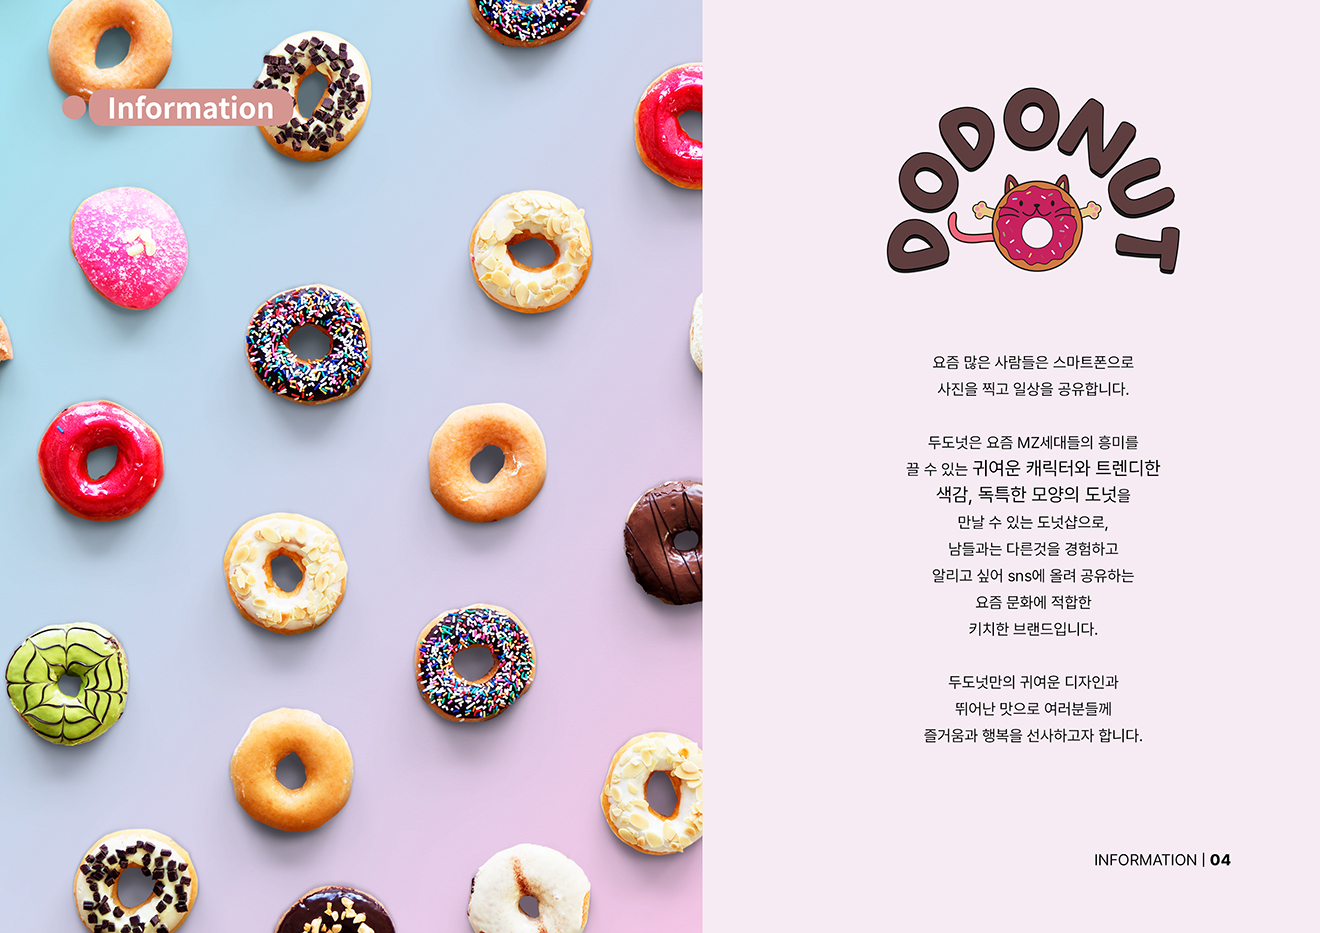 Information
DODONUT
요즘 많은 사람들은 스마트폰으로
사진을 찍고 일상을 공유합니다.
두도넛은 요즘 MZ세대들의 흥미를
끌 수 있는 귀여운 캐릭터와 트렌디한
색감, 독특한 모양의 도넛을
만날 수 있는 도넛샵으로,
남들과는 다른것을 경험하고
알리고 싶어 sns에 올려 공유하는
요즘 문화에 적합한
키치한 브랜드입니다.
두도넛만의 귀여운 디자인과
뛰어난 맛으로 여러분들께
즐거움과 행복을 선사하고자 합니다.
INFORMATION | 04